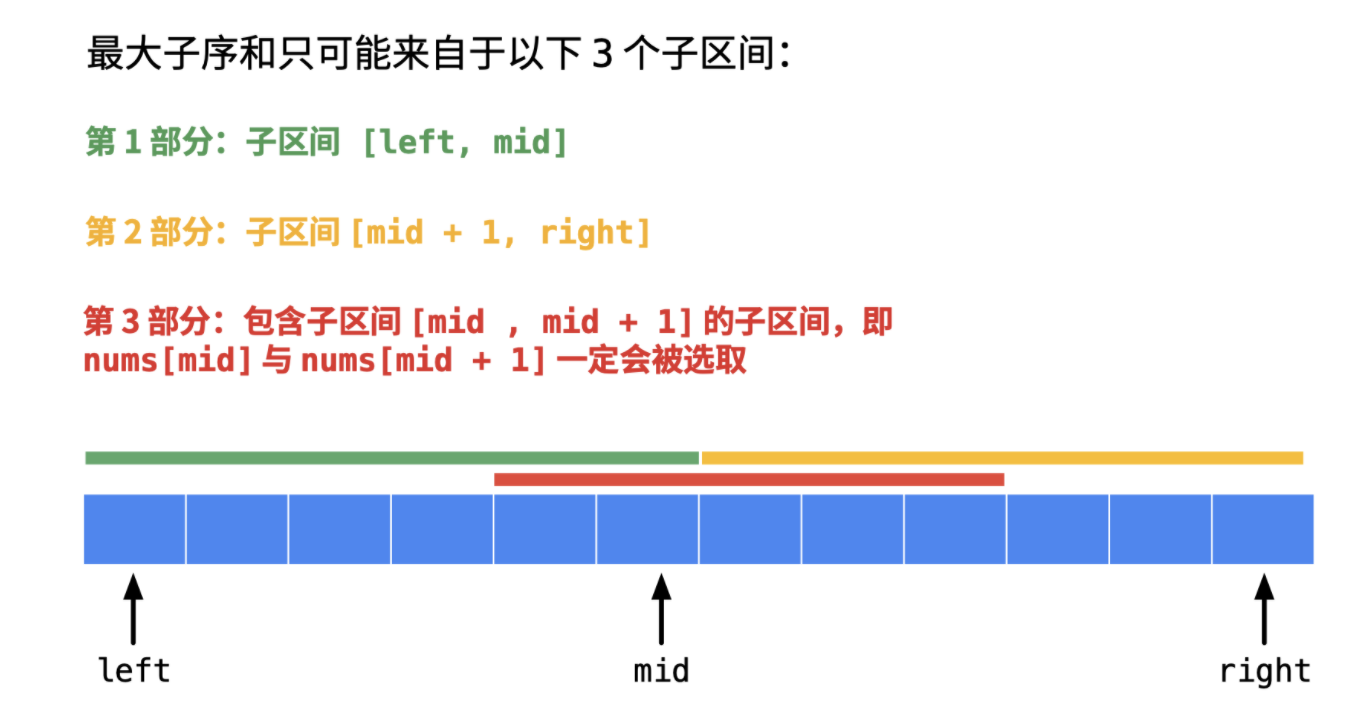 最大子序和只可能来自于以下 3 个子区间：
第 1 部分：子区间 [left, mid]
第 2 部分：子区间 [mid + 1, right]
第 3 部分：包含子区间 [mid , mid + 1] 的子区间，即
nums[mid] 与 nums[mid + 1] 一定会被选取
left
mid
right